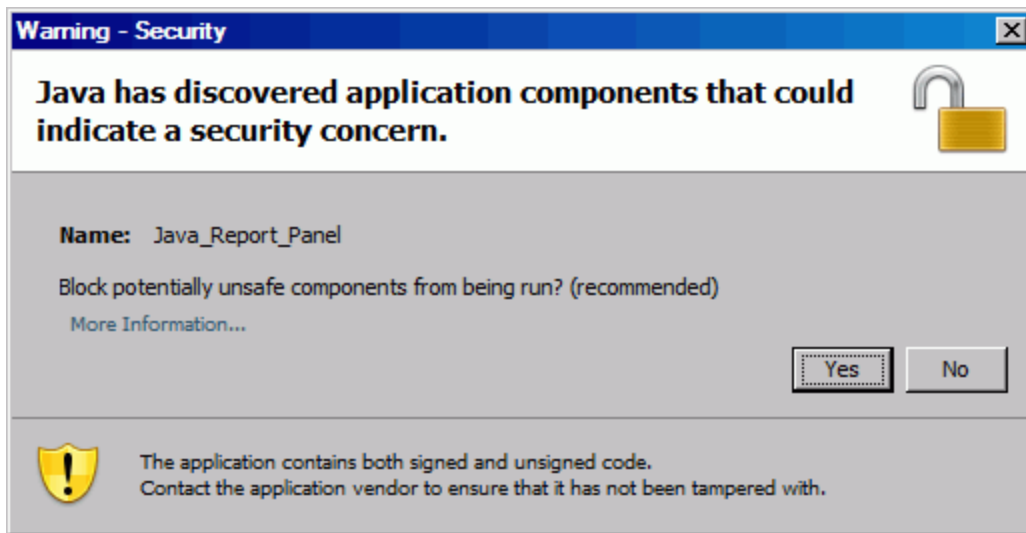 Warning - Security
Java has discovered application components that could
indicate a security concern.
Name: Java_Report_Panel
Block potentially unsafe components from being run? (recommended)
More Information...
Yes No
The application contains both signed and unsigned code.
Contact the application vendor to ensure that it has not been tampered with.